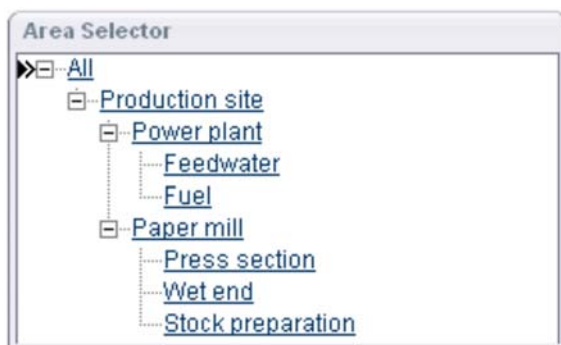 Area Selector
All
Production site
Power plant
Feedwater
Fuel
Paper mill
Press section
Wet end
Stock preparation